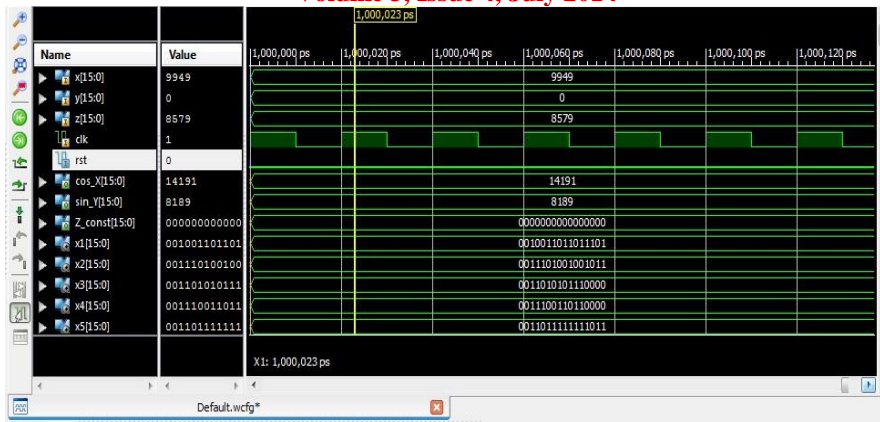 Volume 3, Issue 4, July 2014
1,000,023 ps
Name Value 1,000,000 ps 1,000,020 ps 1,000,040 ps 1,000,060 ps 1,000,080 ps 1,000,100 ps 1,000,120 ps
x[15:0] 9949 9949
y[15:0] 0 0
z[15:0] 8579 8579
clk 1
rst 0
cos_X[15:0] 14191 14191
sin_Y[15:0] 8189 8189
Z_const[15:0] 000000000000 0000000000000000
x1[15:0] 001001101101 0010011011011101
x2[15:0] 001110100100 0011101001001011
x3[15:0] 001101010111 0011010101110000
x4[15:0] 001110011011 0011100110110000
x5[15:0] 001101111111 0011011111111011
X1: 1,000,023 ps
Default.wcfg*